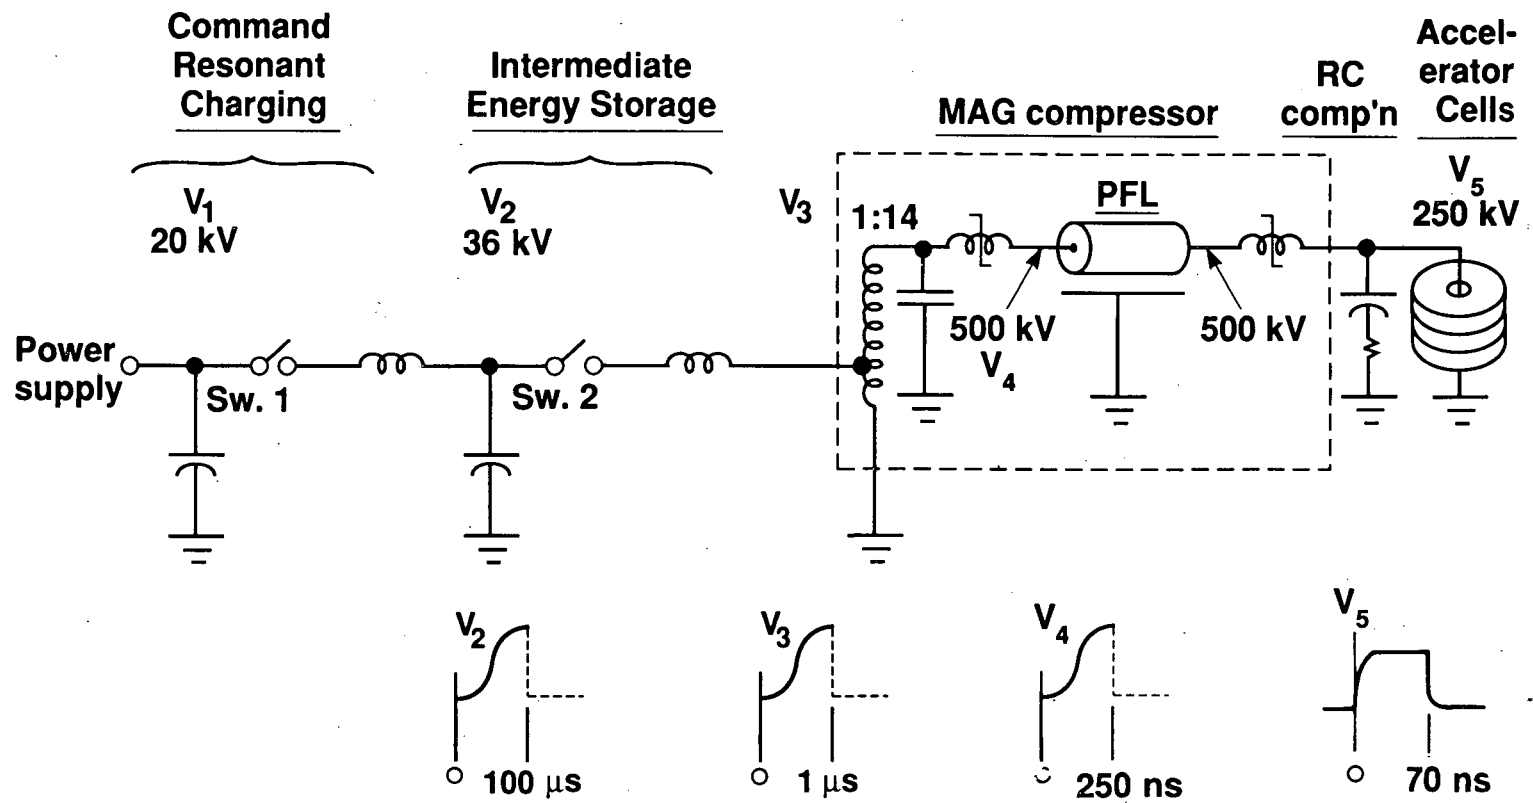 Command
Resonant
Charging
Intermediate
Energy Storage
MAG compressor
RC
comp'n
Accel-
erator
Cells
V1
20 kV
V2
36 kV
V3
1:14
PFL
V5
250 kV
500 kV
V4
500 kV
Power
supply
Sw. 1
Sw. 2
V2
V3
V4
V5
O
100 μs
O
1 μs
O
250 ns
O
70 ns